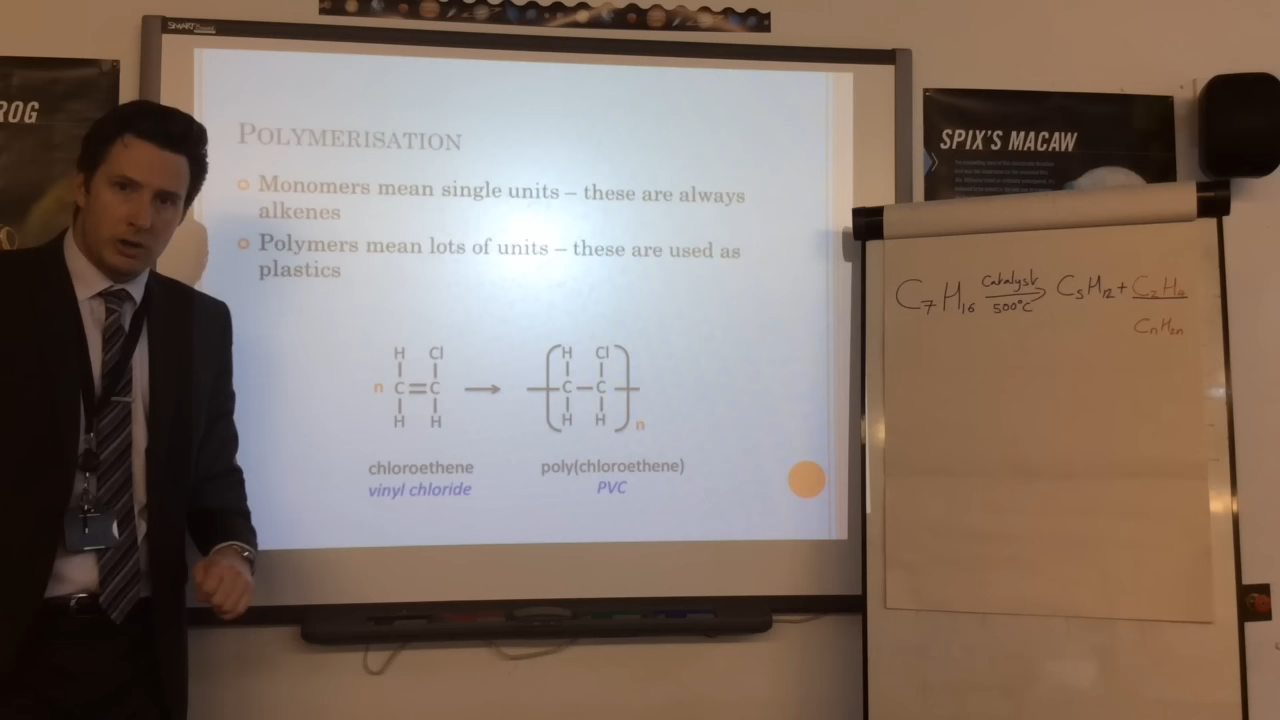 SMART
ROG
POLYMERISATION
Monomers mean single units – these are always
alkenes
Polymers mean lots of units – these are used as
plastics
H Cl H Cl
n C=C → C–C
H H H H n
chloroethene poly(chloroethene)
vinyl chloride PVC
SPIX'S MACAW
C₇H₁₆ Catalyst 500°C → C₅H₁₂ + C₂H₄
CₙH₂ₙ